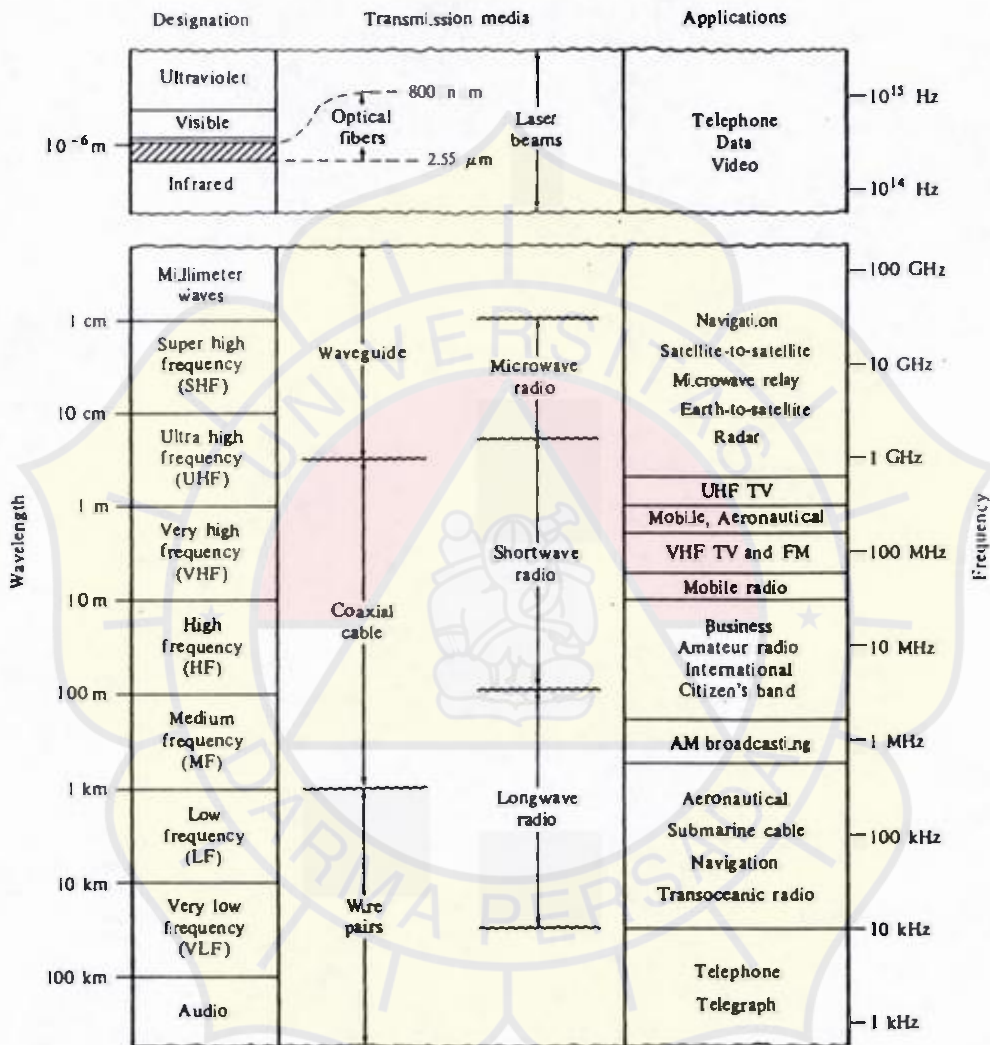 Designation
Transmission media
Applications
Ultraviolet
Visible
Infrared
10⁻⁶ m
800 n m
Optical
fibers
2.55 μm
Laser
beams
Telephone
Data
Video
10¹⁵ Hz
10¹⁴ Hz
Wavelength
Millimeter
waves
1 cm
Super high
frequency
(SHF)
10 cm
Ultra high
frequency
(UHF)
1 m
Very high
frequency
(VHF)
10 m
High
frequency
(HF)
100 m
Medium
frequency
(MF)
1 km
Low
frequency
(LF)
10 km
Very low
frequency
(VLF)
100 km
Audio
Waveguide
Coaxial
cable
Wire
pairs
Microwave
radio
Shortwave
radio
Longwave
radio
Navigation
Satellite-to-satellite
Microwave relay
Earth-to-satellite
Radar
UHF TV
Mobile, Aeronautical
VHF TV and FM
Mobile radio
Business
Amateur radio
International
Citizen's band
AM broadcasting
Aeronautical
Submarine cable
Navigation
Transoceanic radio
Telephone
Telegraph
100 GHz
10 GHz
1 GHz
100 MHz
10 MHz
1 MHz
100 kHz
10 kHz
1 kHz
Frequency
UNIVERSITAS
DARMA PERSADA